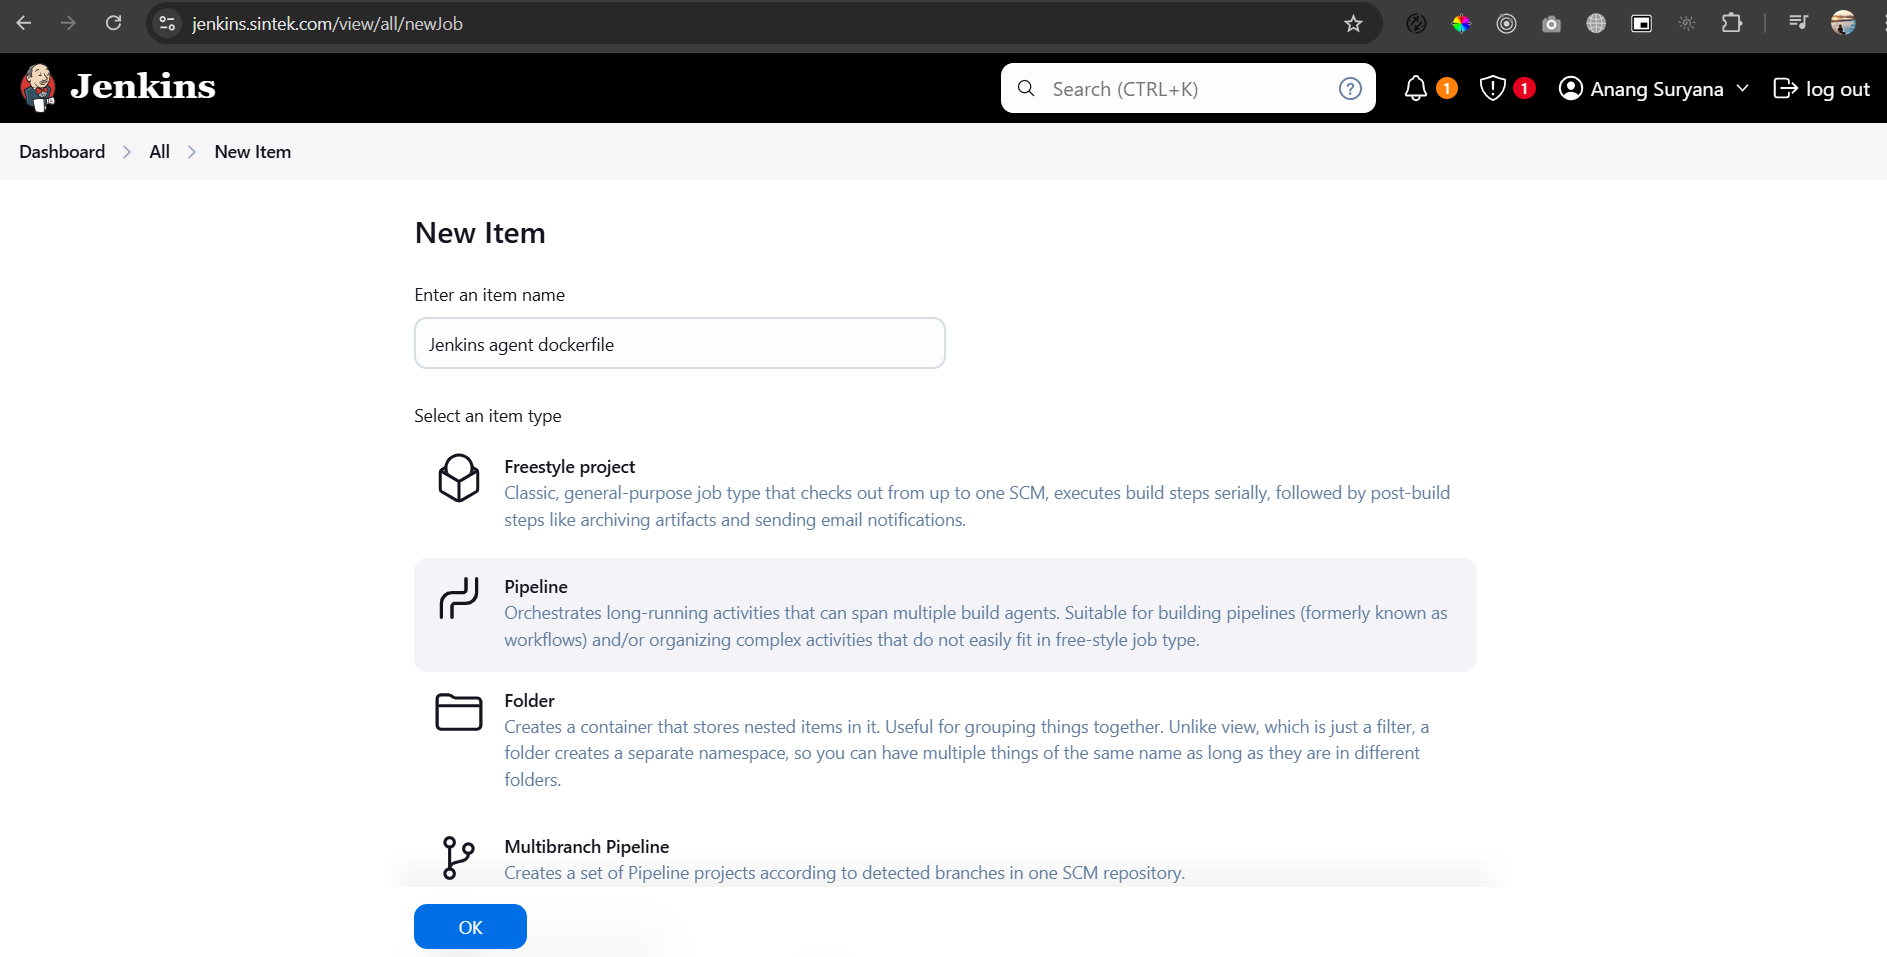 jenkins.sintek.com/view/all/newJob
Jenkins
Search (CTRL+K)
?
1
1
Anang Suryana
log out
Dashboard
All
New Item
New Item
Enter an item name
Jenkins agent dockerfile
Select an item type
Freestyle project
Classic, general-purpose job type that checks out from up to one SCM, executes build steps serially, followed by post-build
steps like archiving artifacts and sending email notifications.
Pipeline
Orchestrates long-running activities that can span multiple build agents. Suitable for building pipelines (formerly known as
workflows) and/or organizing complex activities that do not easily fit in free-style job type.
Folder
Creates a container that stores nested items in it. Useful for grouping things together. Unlike view, which is just a filter, a
folder creates a separate namespace, so you can have multiple things of the same name as long as they are in different
folders.
Multibranch Pipeline
Creates a set of Pipeline projects according to detected branches in one SCM repository.
OK